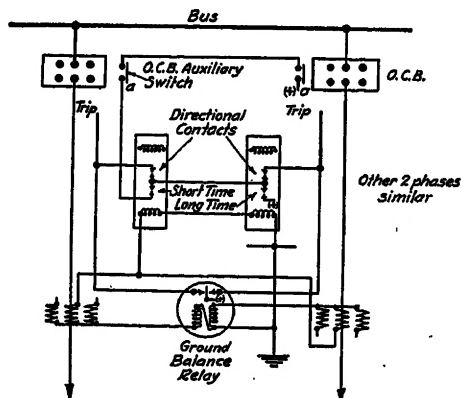 Bus
O.C.B. Auxiliary
Switch
a
(+)
a
O.C.B.
Trip
Trip
Directional
Contacts
Short Time
Long Time
(+)
Other 2 phases
similar
(+)
Ground
Balance
Relay